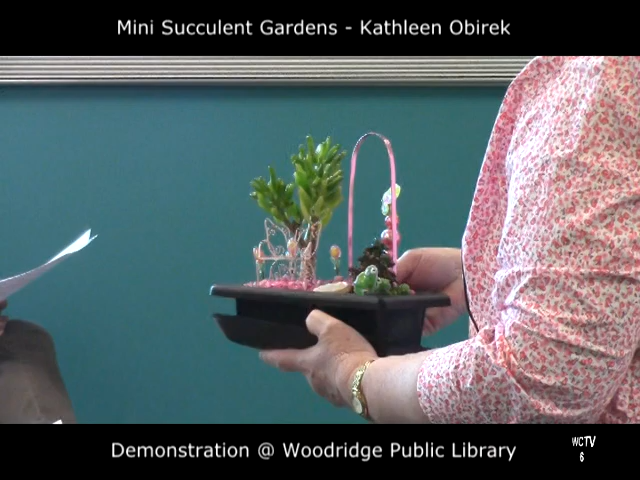 Mini Succulent Gardens - Kathleen Obirek
Demonstration @ Woodridge Public Library
WCTV
6